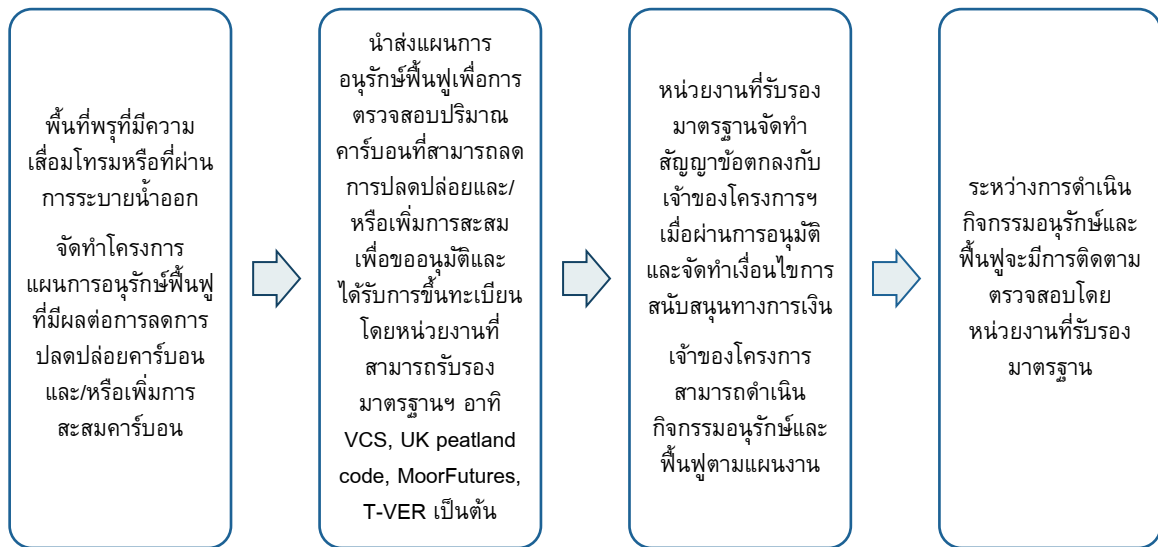 พื้นที่พรุที่มีความ
เสื่อมโทรมหรือที่ผ่าน
การระบายน้ำออก
จัดทำโครงการ
แผนการอนุรักษ์ฟื้นฟู
ที่มีผลต่อการลดการ
ปลดปล่อยคาร์บอน
และ/หรือเพิ่มการ
สะสมคาร์บอน
นำส่งแผนการ
อนุรักษ์ฟื้นฟูเพื่อการ
ตรวจสอบปริมาณ
คาร์บอนที่สามารถลด
การปลดปล่อยและ/
หรือเพิ่มการสะสม
เพื่อขออนุมัติและ
ได้รับการขึ้นทะเบียน
โดยหน่วยงานที่
สามารถรับรอง
มาตรฐานฯ อาทิ
VCS, UK peatland
code, MoorFutures,
T-VER เป็นต้น
หน่วยงานที่รับรอง
มาตรฐานจัดทำ
สัญญาข้อตกลงกับ
เจ้าของโครงการฯ
เมื่อผ่านการอนุมัติ
และจัดทำเงื่อนไขการ
สนับสนุนทางการเงิน
เจ้าของโครงการ
สามารถดำเนิน
กิจกรรมอนุรักษ์และ
ฟื้นฟูตามแผนงาน
ระหว่างการดำเนิน
กิจกรรมอนุรักษ์และ
ฟื้นฟูจะมีการติดตาม
ตรวจสอบโดย
หน่วยงานที่รับรอง
มาตรฐาน